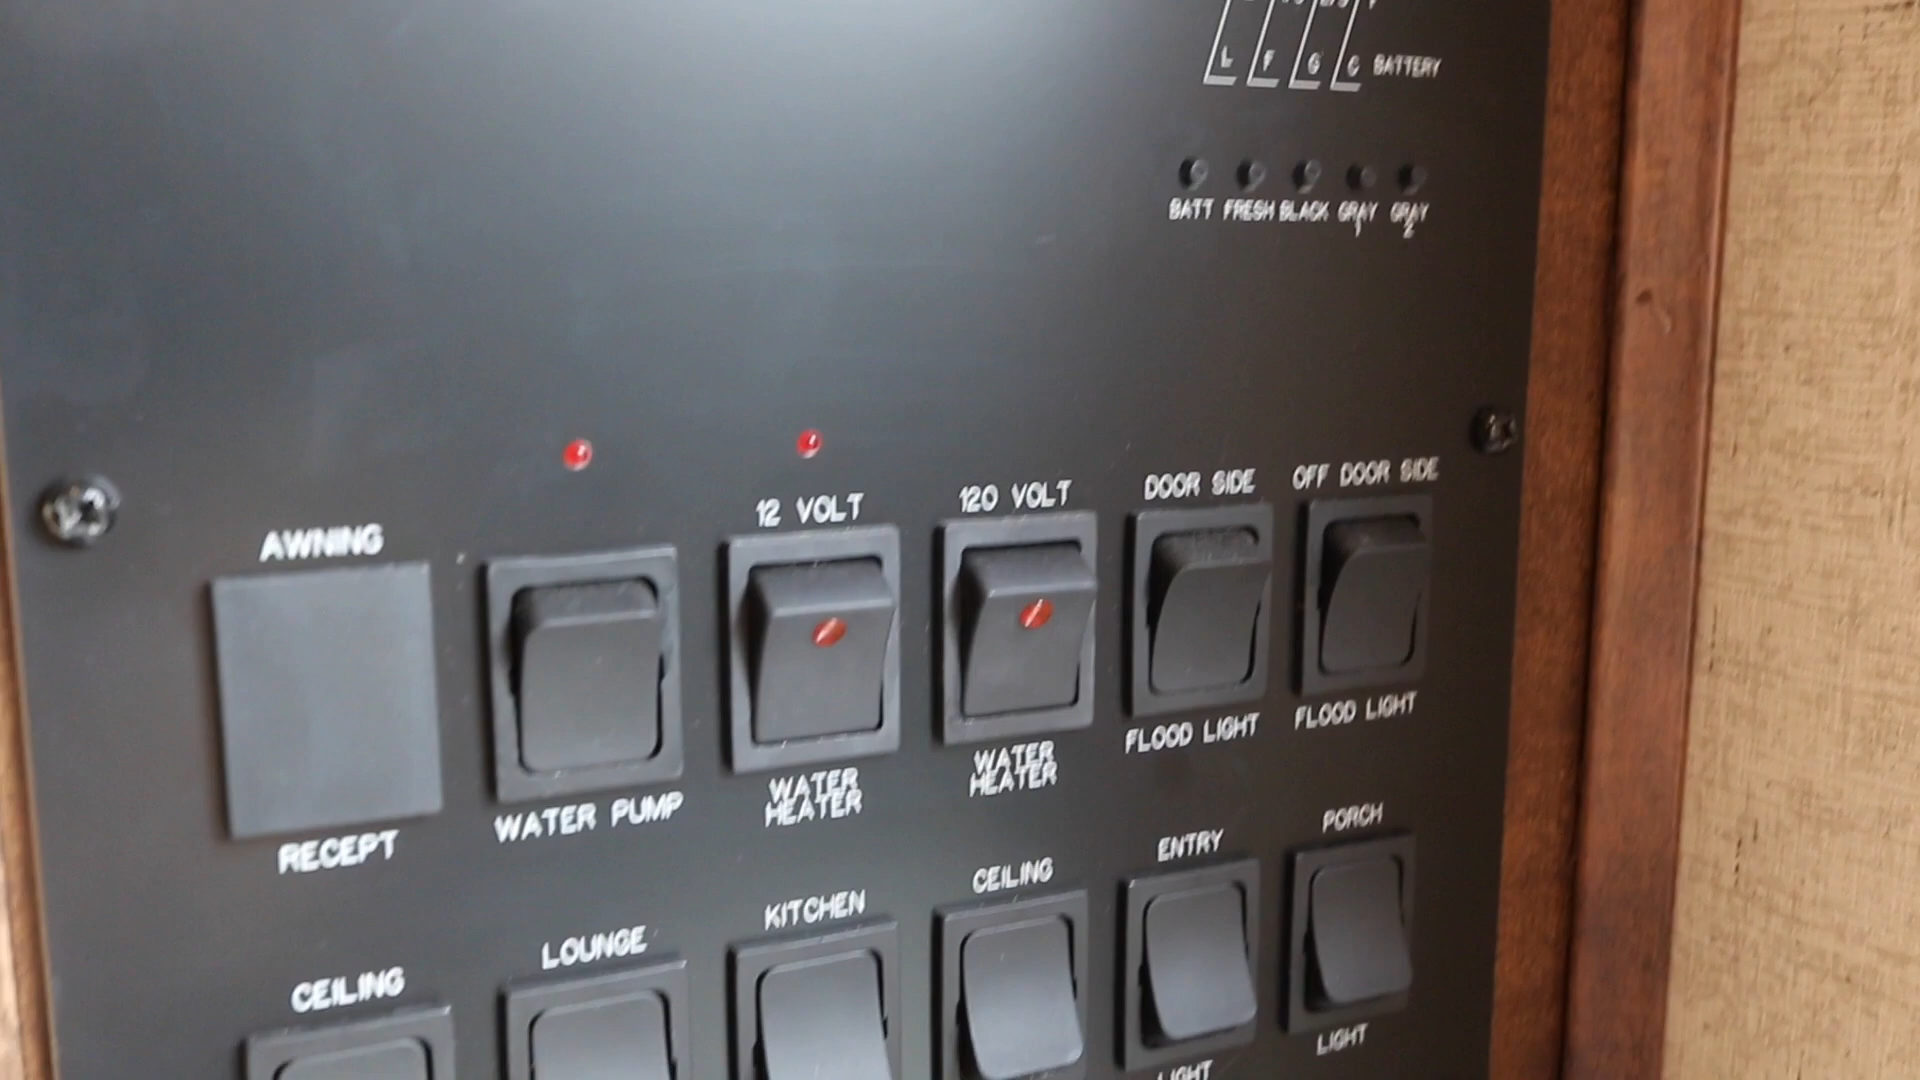 L F G C BATTERY
BATT FRESH BLACK GRAY 1 GRAY 2
AWNING
12 VOLT
120 VOLT
DOOR SIDE
OFF DOOR SIDE
RECEPT
WATER PUMP
WATER
HEATER
WATER
HEATER
FLOOD LIGHT
FLOOD LIGHT
CEILING
LOUNGE
KITCHEN
CEILING
ENTRY
PORCH
LIGHT
LIGHT